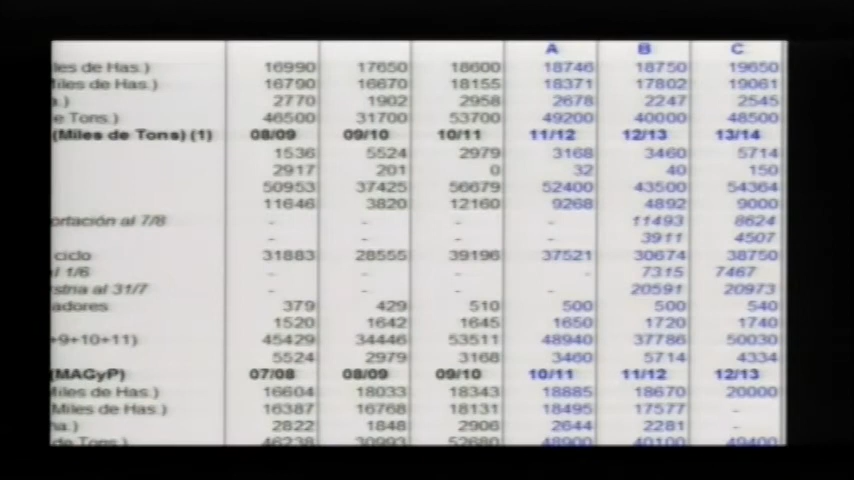 A B C
les de Has.) 16990 17650 18600 18746 18750 19650
iles de Has.) 16790 16670 18155 18371 17802 19061
a.) 2770 1902 2958 2678 2247 2545
e Tons.) 46500 31700 53700 49200 40000 48500
(Miles de Tons) (1) 08/09 09/10 10/11 11/12 12/13 13/14
1536 5524 2979 3168 3460 5714
2917 201 0 32 40 150
50953 37425 56679 52400 43500 54364
11646 3820 12160 9268 4892 9000
ortación al 7/8 - - - - 11493 8624
- - - - 3911 4507
ciclo 31883 28555 39196 37521 30674 38750
l 1/6 - - - - 7315 7467
stria al 31/7 - - - - 20591 20973
adores 379 429 510 500 500 540
1520 1642 1645 1650 1720 1740
+9+10+11) 45429 34446 53511 48940 37786 50030
5524 2979 3168 3460 5714 4334
(MAGyP) 07/08 08/09 09/10 10/11 11/12 12/13
iles de Has.) 16604 18033 18343 18885 18670 20000
Miles de Has.) 16387 16768 18131 18495 17577 -
ha.) 2822 1848 2906 2644 2281 -
de Tons.) 46238 30993 52680 48900 40100 49400